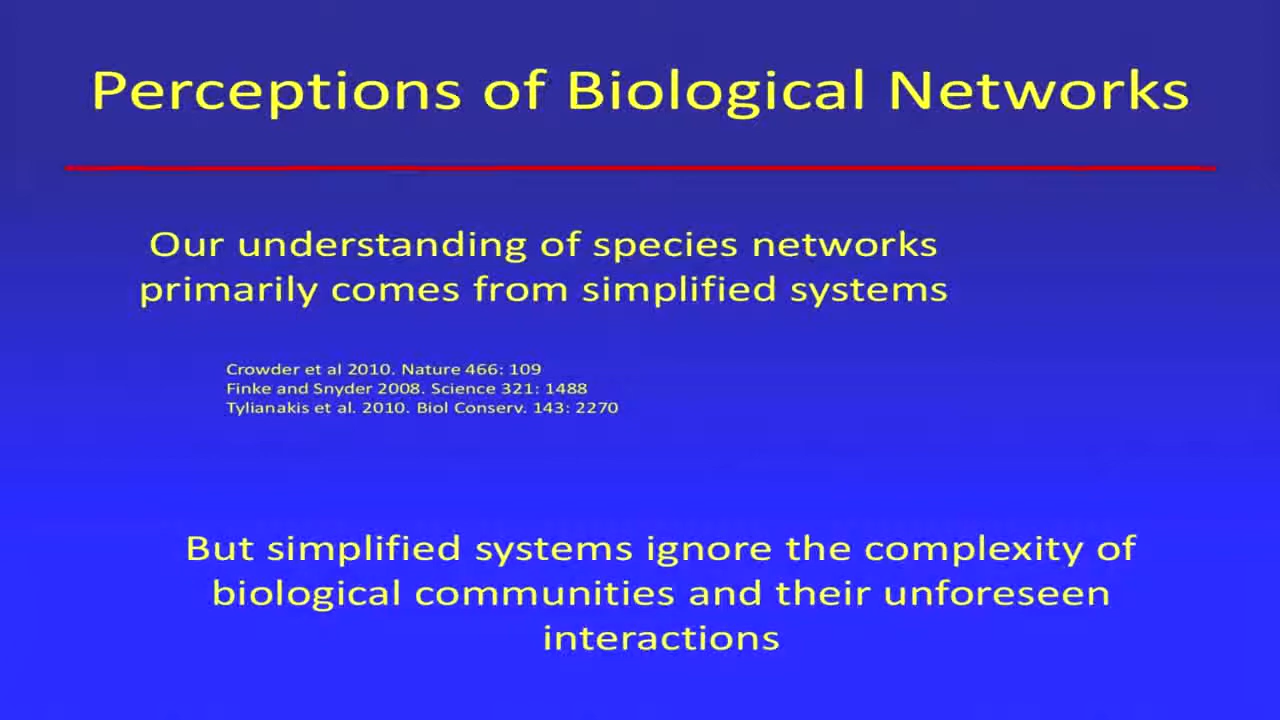 Perceptions of Biological Networks
Our understanding of species networks
primarily comes from simplified systems
Crowder et al 2010. Nature 466: 109
Finke and Snyder 2008. Science 321: 1488
Tylianakis et al. 2010. Biol Conserv. 143: 2270
But simplified systems ignore the complexity of
biological communities and their unforeseen
interactions